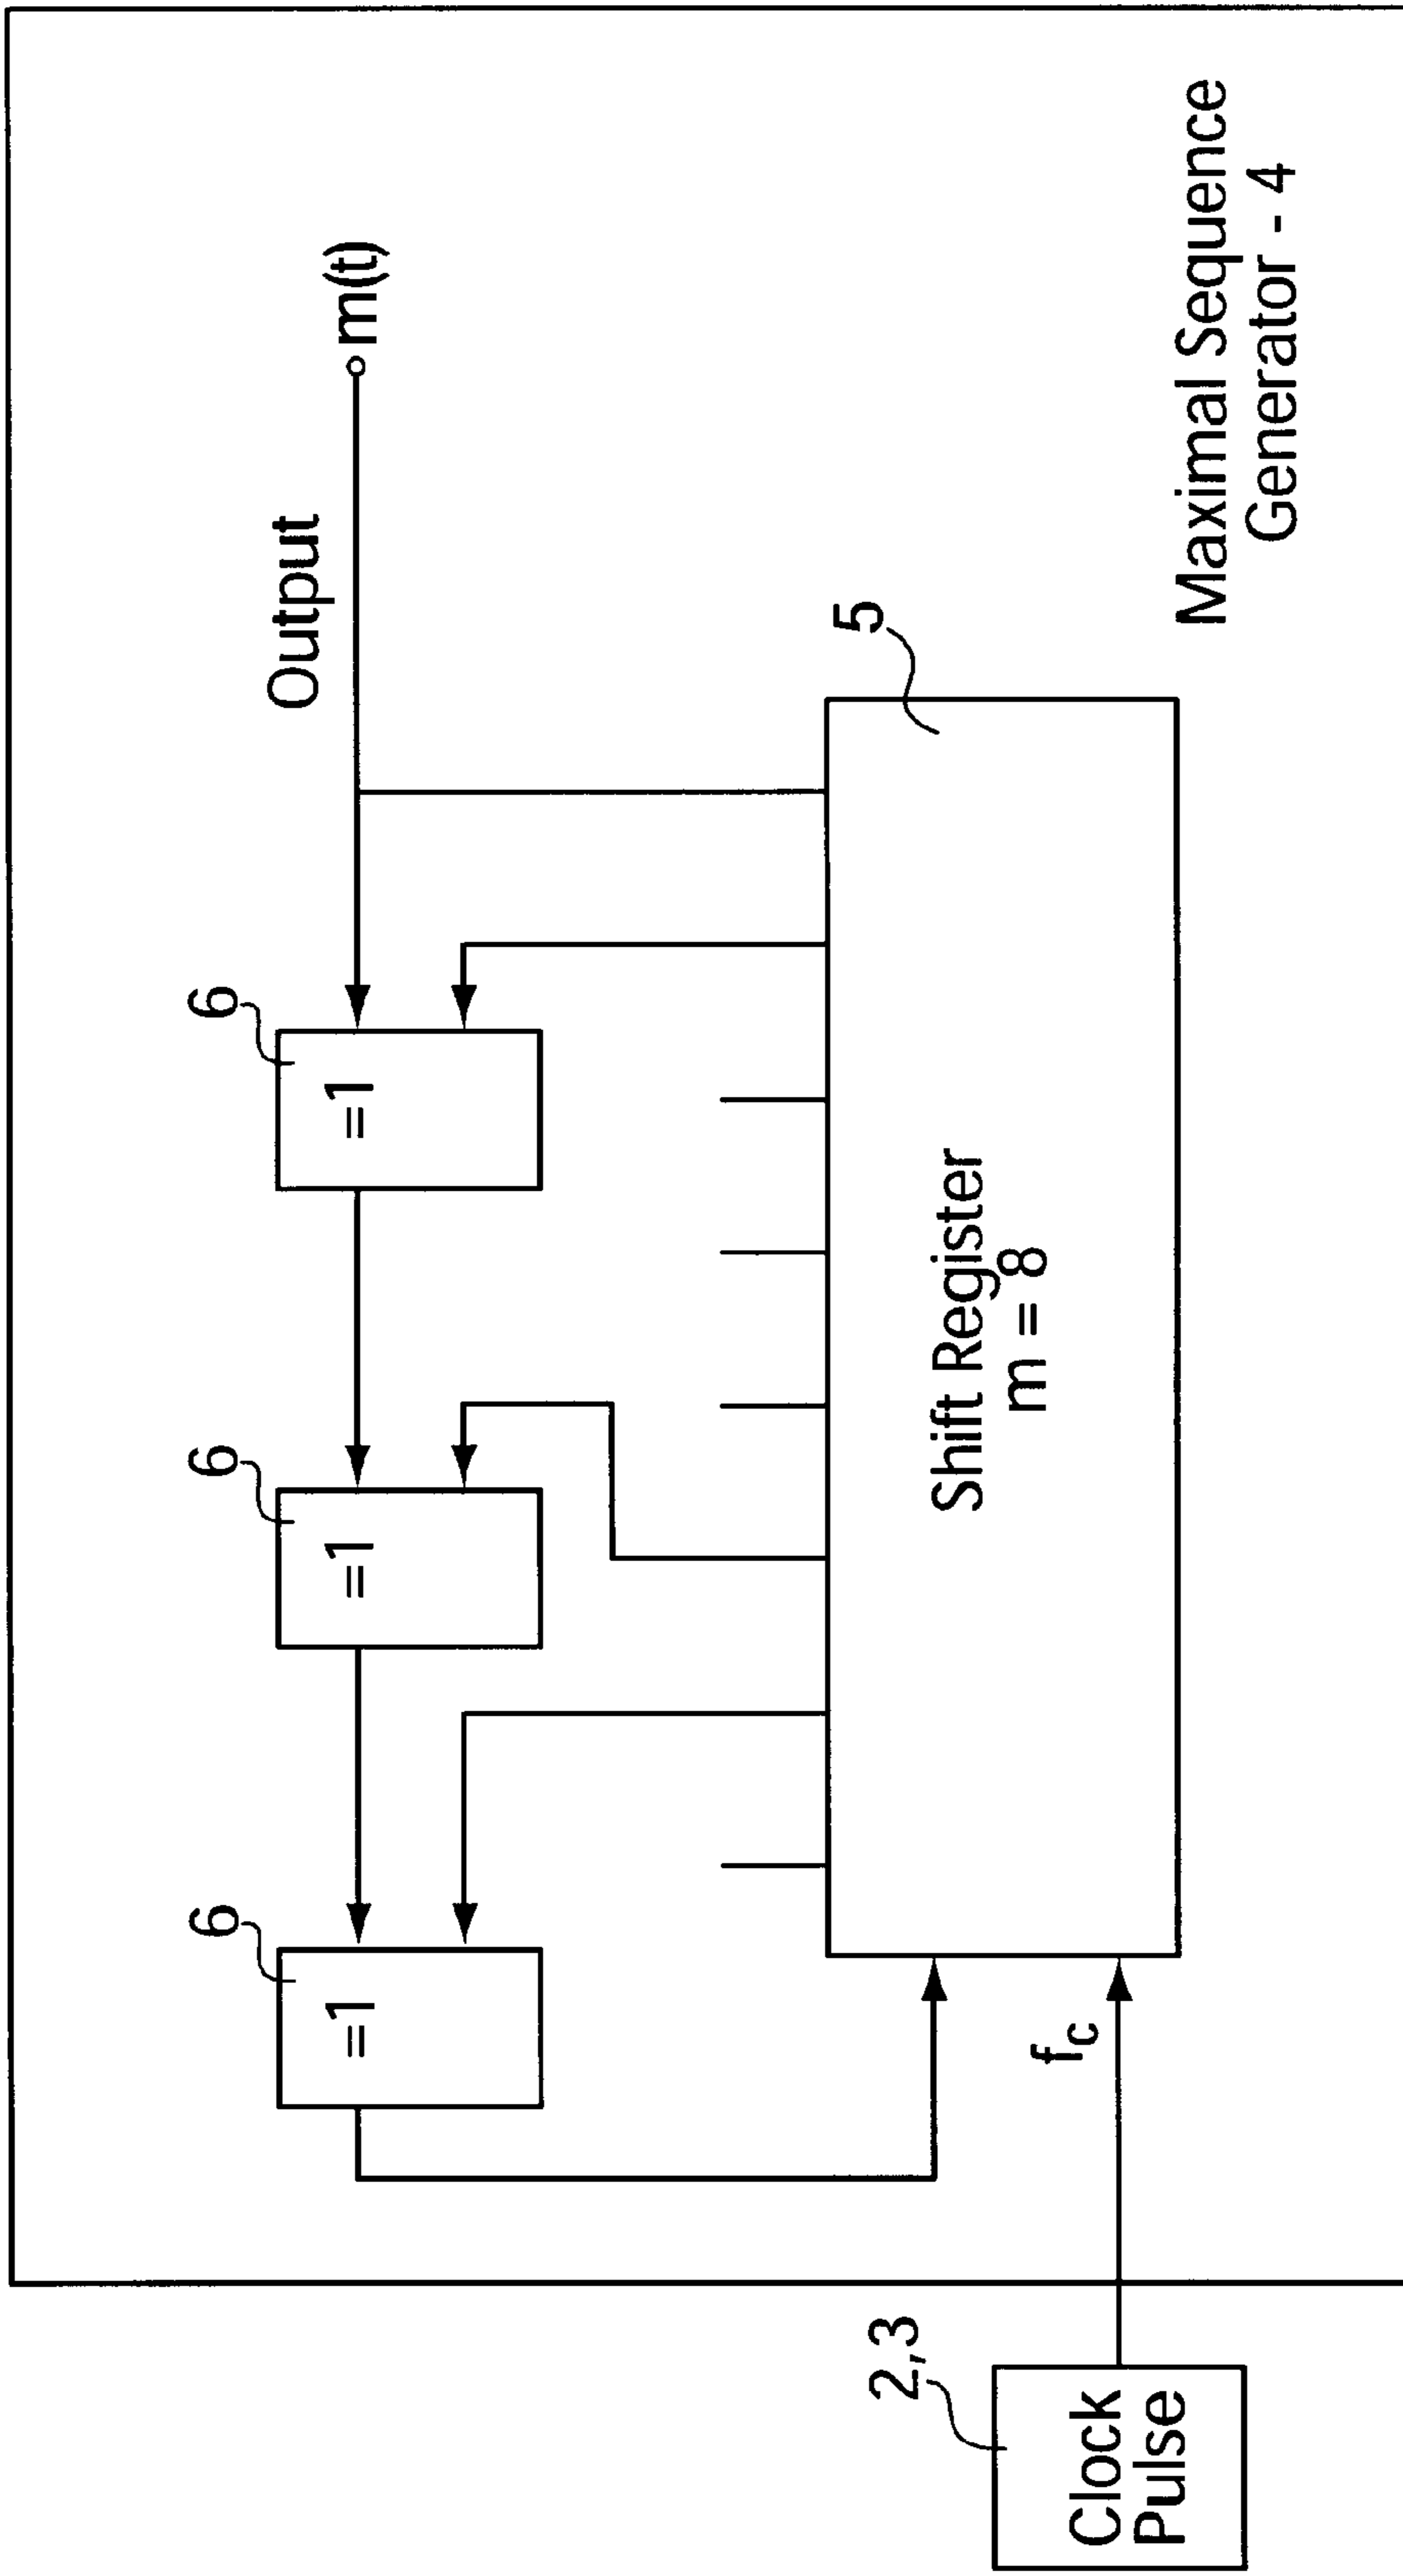 Output
m(t)
6
6
6
=1
=1
=1
5
Shift Register
m = 8
f_c
2,3
Clock
Pulse
Maximal Sequence
Generator - 4